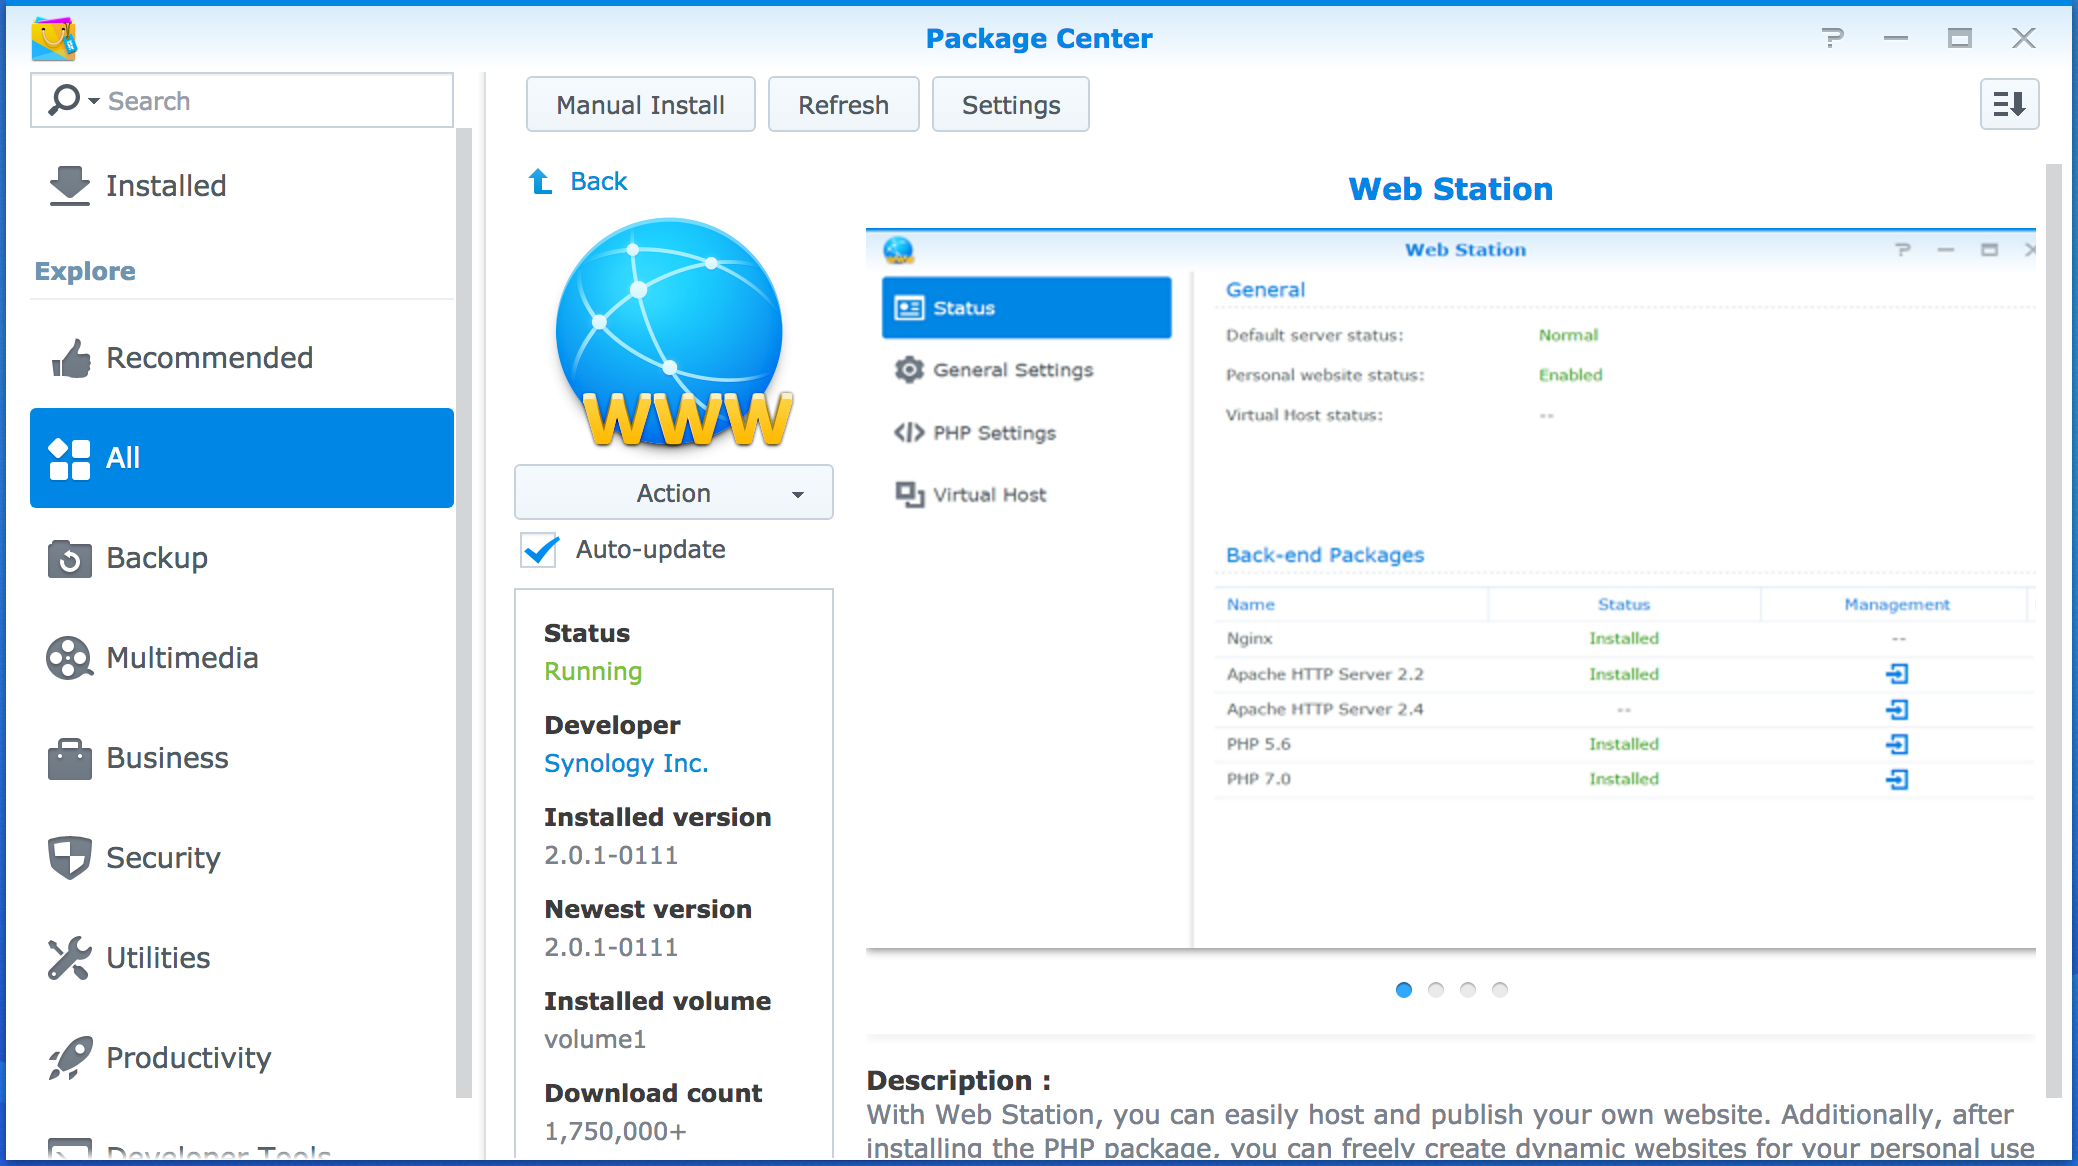 Package Center
Search
Installed
Explore
Recommended
All
Backup
Multimedia
Business
Security
Utilities
Productivity
Developer Tools
Manual Install
Refresh
Settings
Back
WWW
Action
Auto-update
Status
Running
Developer
Synology Inc.
Installed version
2.0.1-0111
Newest version
2.0.1-0111
Installed volume
volume1
Download count
1,750,000+
Web Station
Web Station
Status
General Settings
PHP Settings
Virtual Host
General
Default server status: Normal
Personal website status: Enabled
Virtual Host status: --
Back-end Packages
Name Status Management
Nginx Installed --
Apache HTTP Server 2.2 Installed
Apache HTTP Server 2.4 --
PHP 5.6 Installed
PHP 7.0 Installed
Description :
With Web Station, you can easily host and publish your own website. Additionally, after
installing the PHP package, you can freely create dynamic websites for your personal use